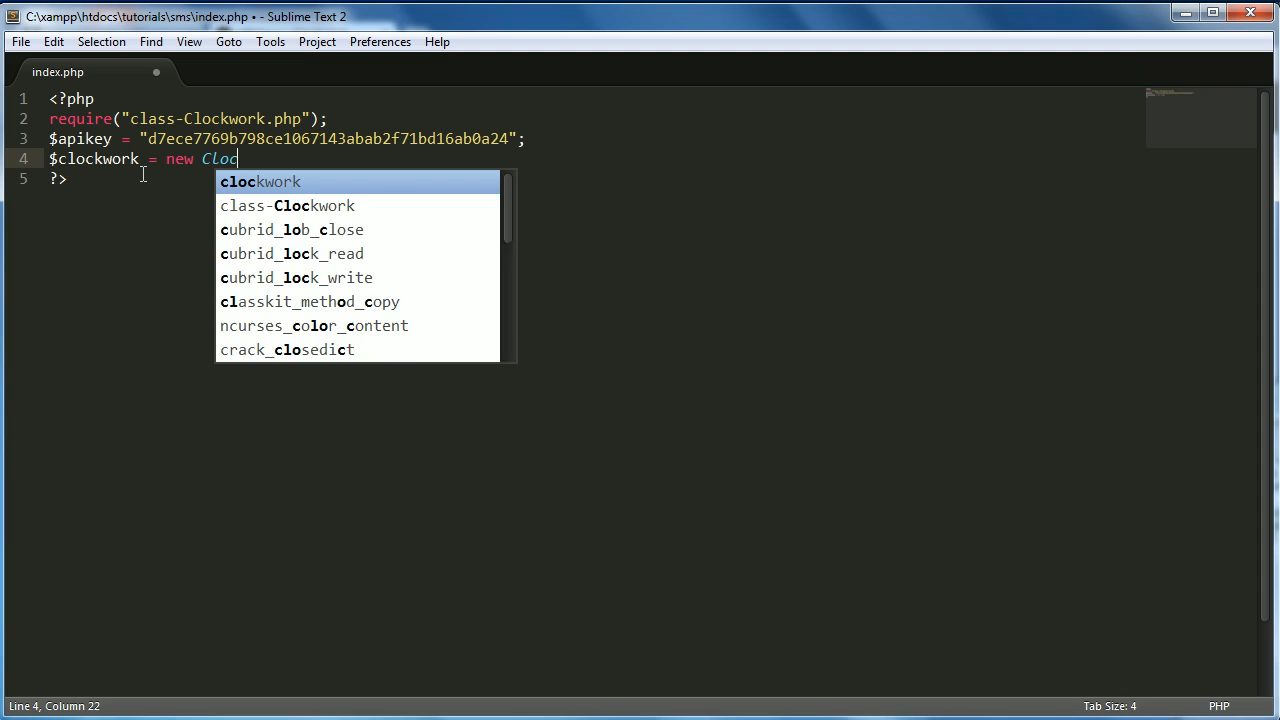 C:\xampp\htdocs\tutorials\sms\index.php • - Sublime Text 2
File Edit Selection Find View Goto Tools Project Preferences Help
index.php
1 <?php
2 require("class-Clockwork.php");
3 $apikey = "d7ece7769b798ce1067143abab2f71bd16ab0a24";
4 $clockwork = new Cloc
5 ?>
clockwork
class-Clockwork
cubrid_lob_close
cubrid_lock_read
cubrid_lock_write
classkit_method_copy
ncurses_color_content
crack_closedict
Line 4, Column 22 Tab Size: 4 PHP